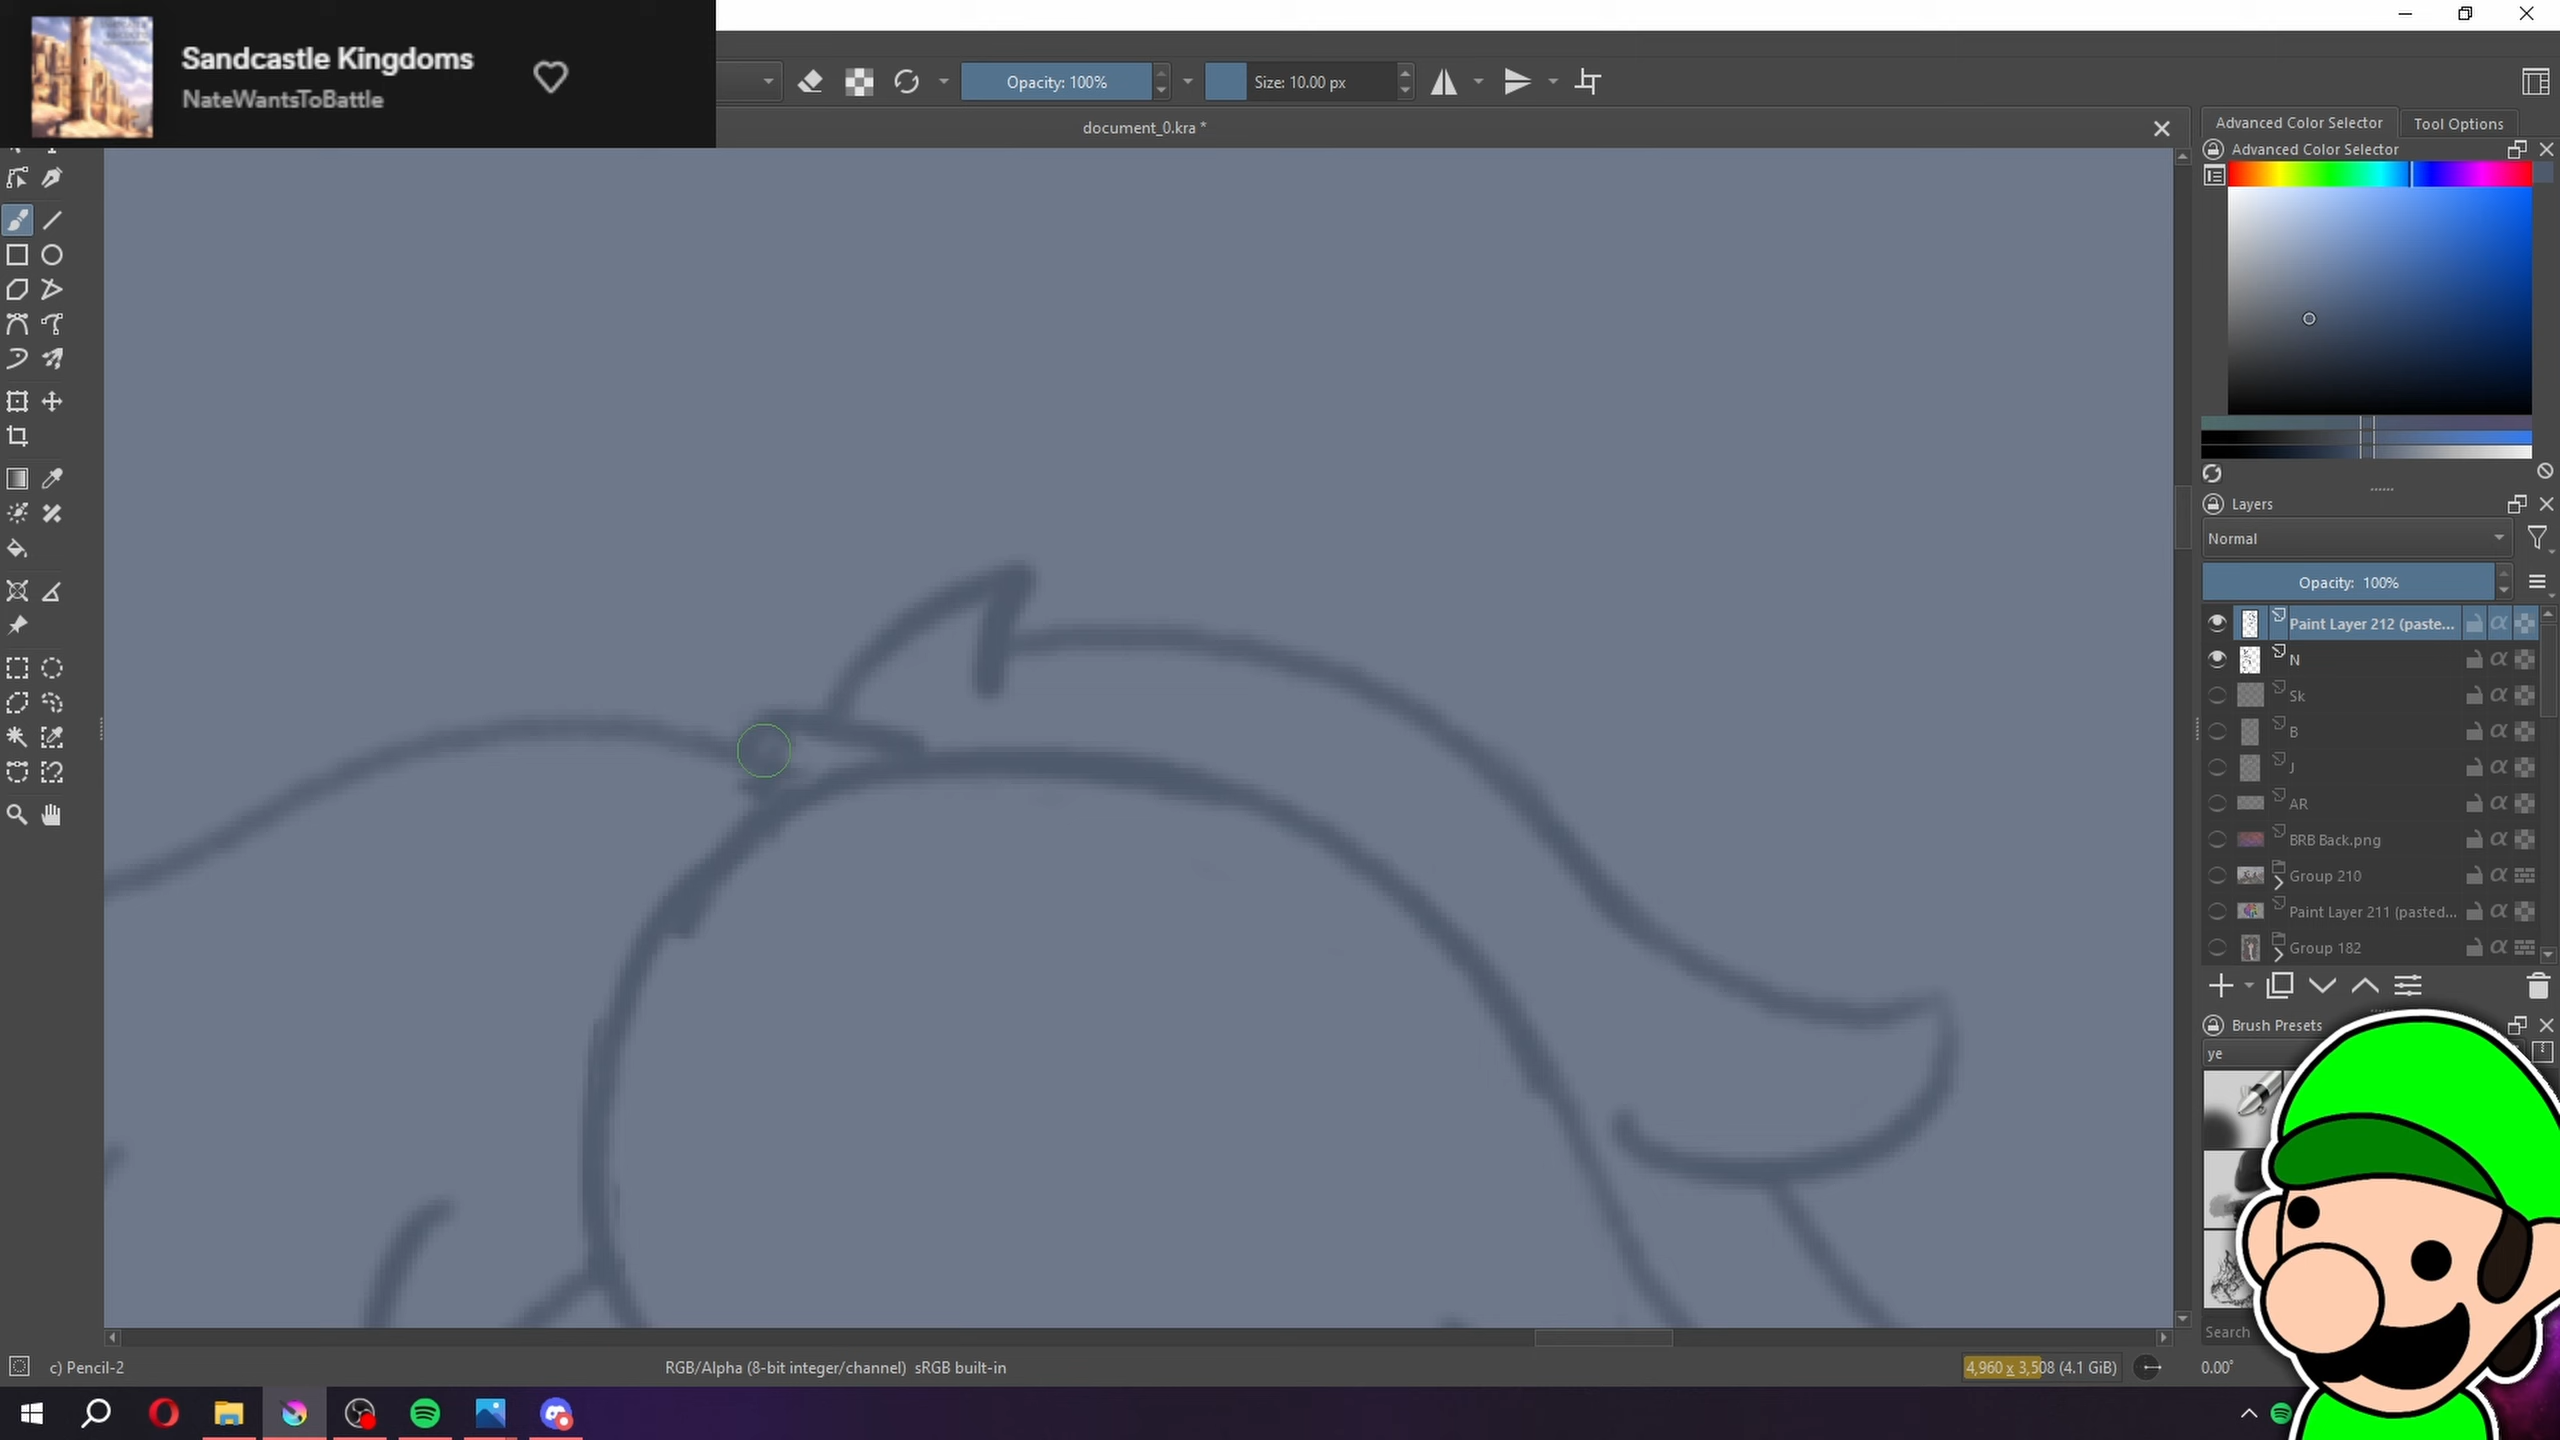 Sandcastle Kingdoms
NateWantsToBattle
Opacity: 100%
Size: 10.00 px
document_0.kra *
Advanced Color Selector
Tool Options
Advanced Color Selector
Layers
Normal
Opacity: 100%
Paint Layer 212 (paste...
N
Sk
B
J
AR
BRB Back.png
Group 210
Paint Layer 211 (pasted...
Group 182
Brush Presets
ye
Search
c) Pencil-2
RGB/Alpha (8-bit integer/channel) sRGB built-in
4,960 x 3,508 (4.1 GiB)
0.00°